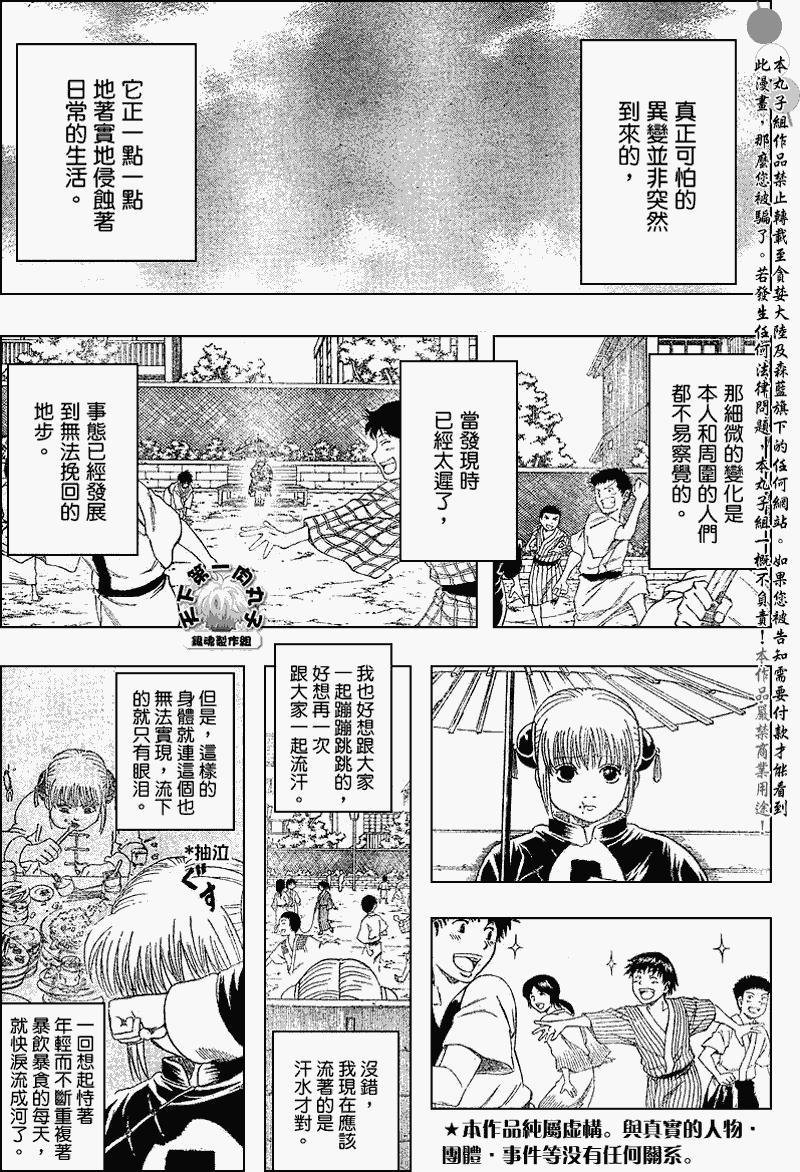 真正可怕的
異變並非突然
到來的，
它正一點一點
地著實地侵蝕著
日常的生活。
那細微的變化是
本人和周圍的人們
都不易察覺的。
當發現時
已經太遲了，
事態已經發展
到無法挽回的
地步。
天下第一肉丸子
銀魂製作組
我也好想跟大家
一起蹦蹦跳跳的，
好想再一次
跟大家一起流汗。
但是，這樣的
身體就連這個也
無法實現，流下
的就只有眼淚。
*抽泣
ぐすっ
沒錯，
我現在應該
流著的是
汗水才對。
一回想起恃著
年輕而不斷重複著
暴飲暴食的每天，
就快淚流成河了。
★本作品純屬虛構。與真實的人物・
團體・事件等没有任何關系。
本丸子組作品禁止轉載至貪婪大陸及森藍旗下的任何網站。如果您被告知需要付款才能看到
此漫畫，那麼您被騙了。若發生任何法律問題，本丸子組一概不負責！本作品嚴禁商業用途！